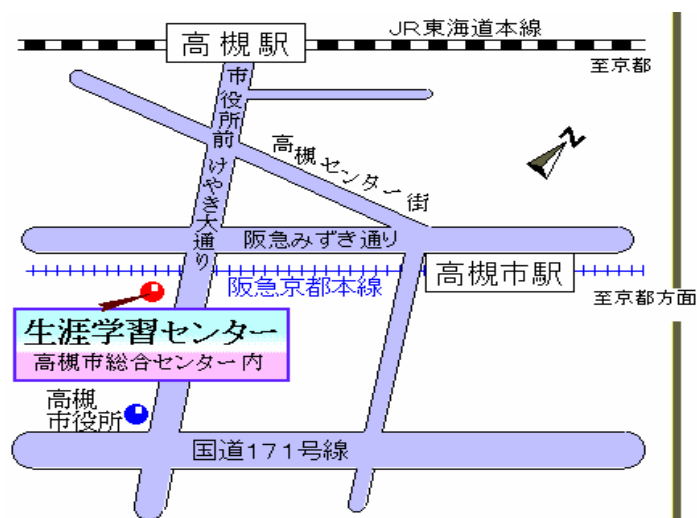 JR東海道本線
高槻駅
至京都
市役所前けやき大通り
高槻センター街
N
阪急みずき通り
高槻市駅
阪急京都本線
至京都方面
生涯学習センター
高槻市総合センター内
高槻
市役所
国道171号線